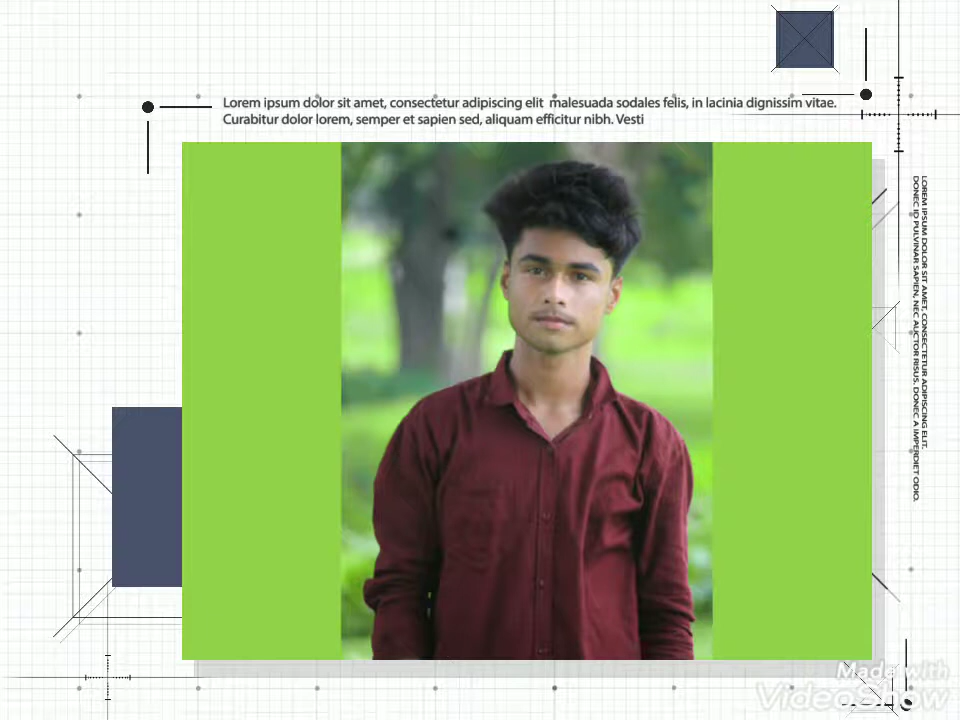 Lorem ipsum dolor sit amet, consectetur adipiscing elit  malesuada sodales felis, in lacinia dignissim vitae.
Curabitur dolor lorem, semper et sapien sed, aliquam efficitur nibh. Vesti
LOREM IPSUM DOLOR SIT AMET, CONSECTETUR ADIPISCING ELIT.
DONEC ID PULVINAR SAPIEN, NEC AUCTOR RISUS. DONEC A IMPERDIET ODIO.
Made with
VideoShow